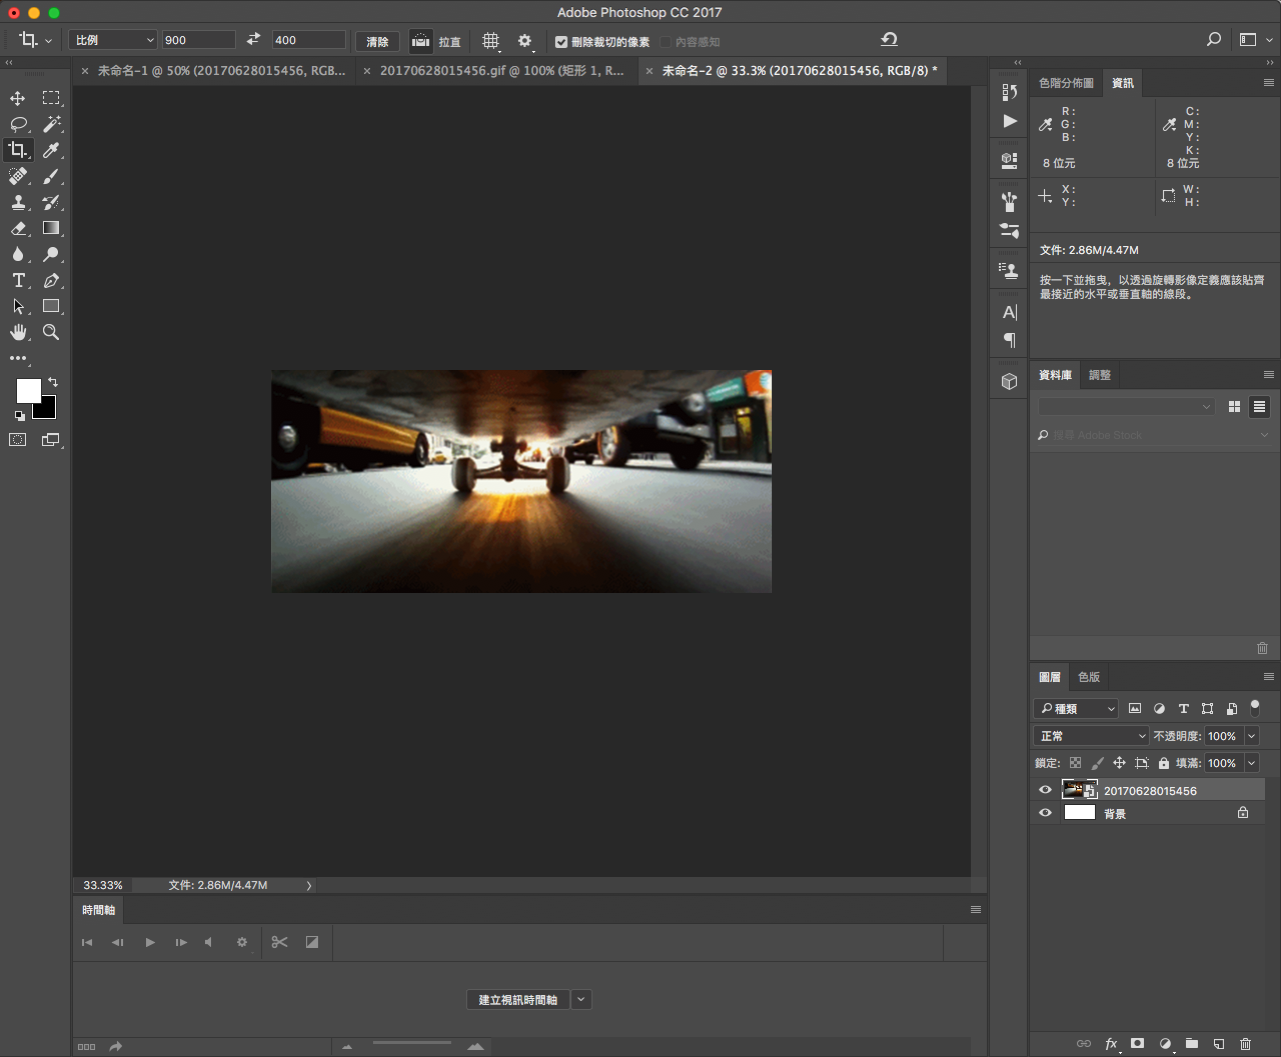 Adobe Photoshop CC 2017
比例 900 400 清除 拉直 刪除裁切的像素 內容感知
× 未命名-1 @ 50% (20170628015456, RGB... × 20170628015456.gif @ 100% (矩形 1, R... × 未命名-2 @ 33.3% (20170628015456, RGB/8) *
色階分佈圖 資訊
R : C :
G : M :
B : Y :
K :
8 位元 8 位元
X : W :
Y : H :
文件: 2.86M/4.47M
按一下並拖曳，以透過旋轉影像定義應該貼齊
最接近的水平或垂直軸的線段。
資料庫 調整
搜尋 Adobe Stock
圖層 色版
種類
正常 不透明度: 100%
鎖定: 填滿: 100%
20170628015456
背景
33.33% 文件: 2.86M/4.47M
時間軸
建立視訊時間軸
fx